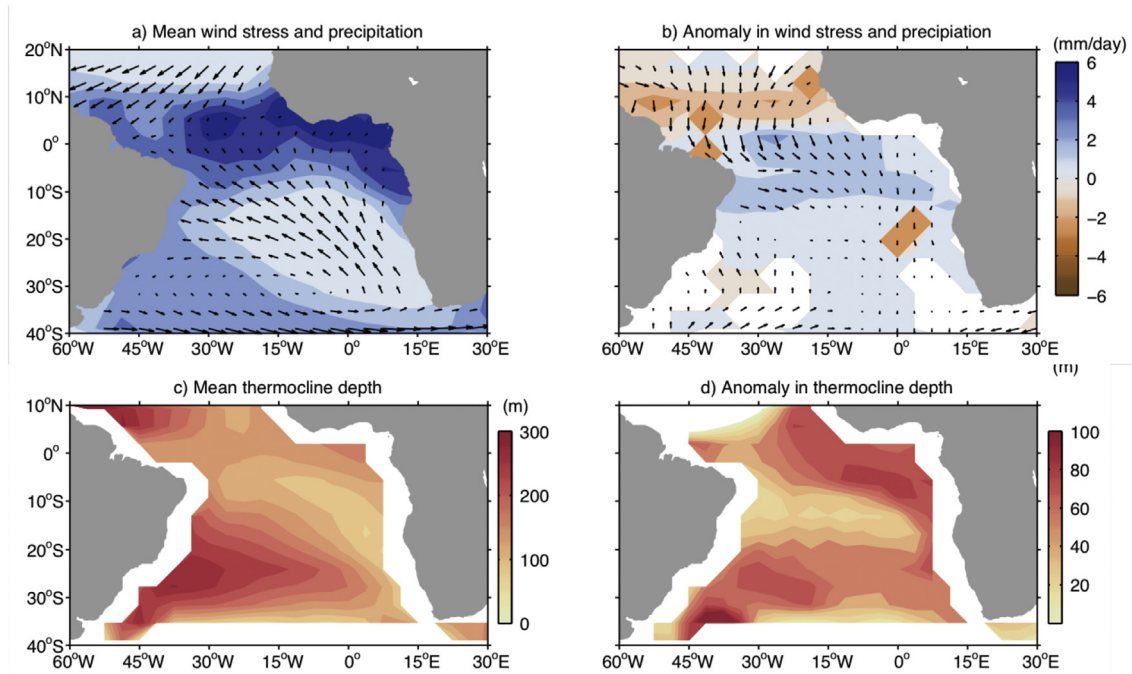 a) Mean wind stress and precipitation
b) Anomaly in wind stress and precipiation
(mm/day)
20°N
10°N
0°
10°S
20°S
30°S
40°S
60°W 45°W 30°W 15°W 0° 15°E 30°E
60°W 45°W 30°W 15°W 0° 15°E 30°E
6
4
2
0
−2
−4
−6
c) Mean thermocline depth
d) Anomaly in thermocline depth
(m)
(m)
10°N
0°
10°S
20°S
30°S
40°S
300
200
100
0
100
80
60
40
20
60°W 45°W 30°W 15°W 0° 15°E 30°E
60°W 45°W 30°W 15°W 0° 15°E 30°E